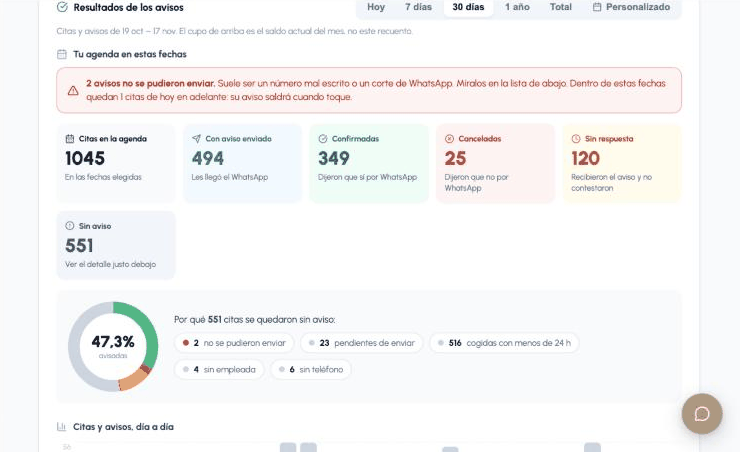 Resultados de los avisos
Hoy 7 días 30 días 1 año Total Personalizado
Citas y avisos de 19 oct – 17 nov. El cupo de arriba es el saldo actual del mes, no este recuento.
Tu agenda en estas fechas
2 avisos no se pudieron enviar. Suele ser un número mal escrito o un corte de WhatsApp. Míralos en la lista de abajo. Dentro de estas fechas
quedan 1 citas de hoy en adelante: su aviso saldrá cuando toque.
Citas en la agenda
1045
En las fechas elegidas
Con aviso enviado
494
Les llegó el WhatsApp
Confirmadas
349
Dijeron que sí por WhatsApp
Cancelados
25
Dijeron que no por
WhatsApp
Sin respuesta
120
Recibieron el aviso y no
contestaron
Sin aviso
551
Ver el detalle justo debajo
47,3%
avisadas
Por qué 551 citas se quedaron sin aviso:
2 no se pudieron enviar
23 pendientes de enviar
516 cogidas con menos de 24 h
4 sin empleada
6 sin teléfono
Citas y avisos, día a día
56